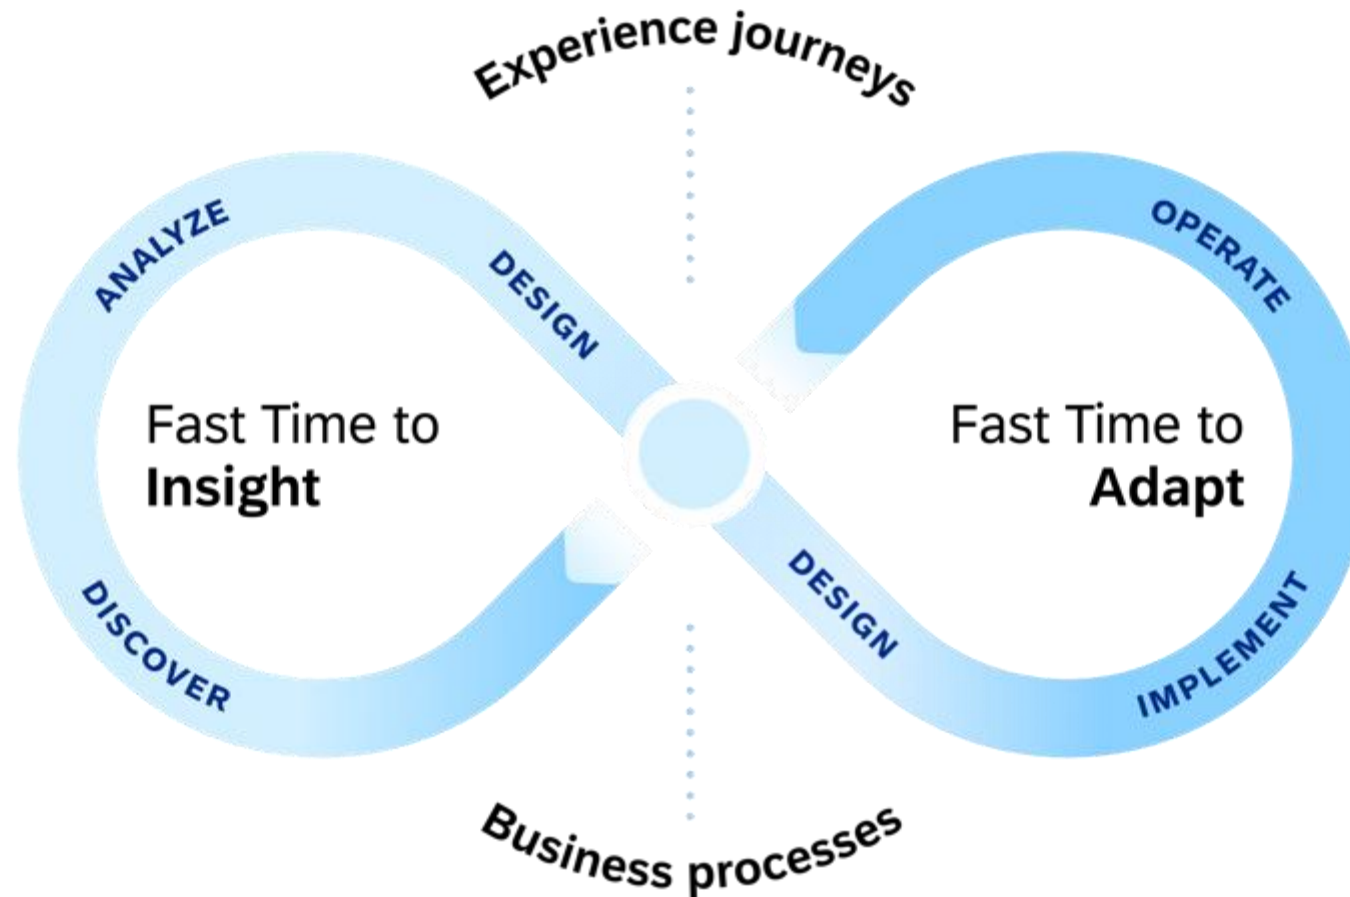 Experience journeys
ANALYZE
DESIGN
OPERATE
Fast Time to
Insight
Fast Time to
Adapt
DISCOVER
DESIGN
IMPLEMENT
Business processes